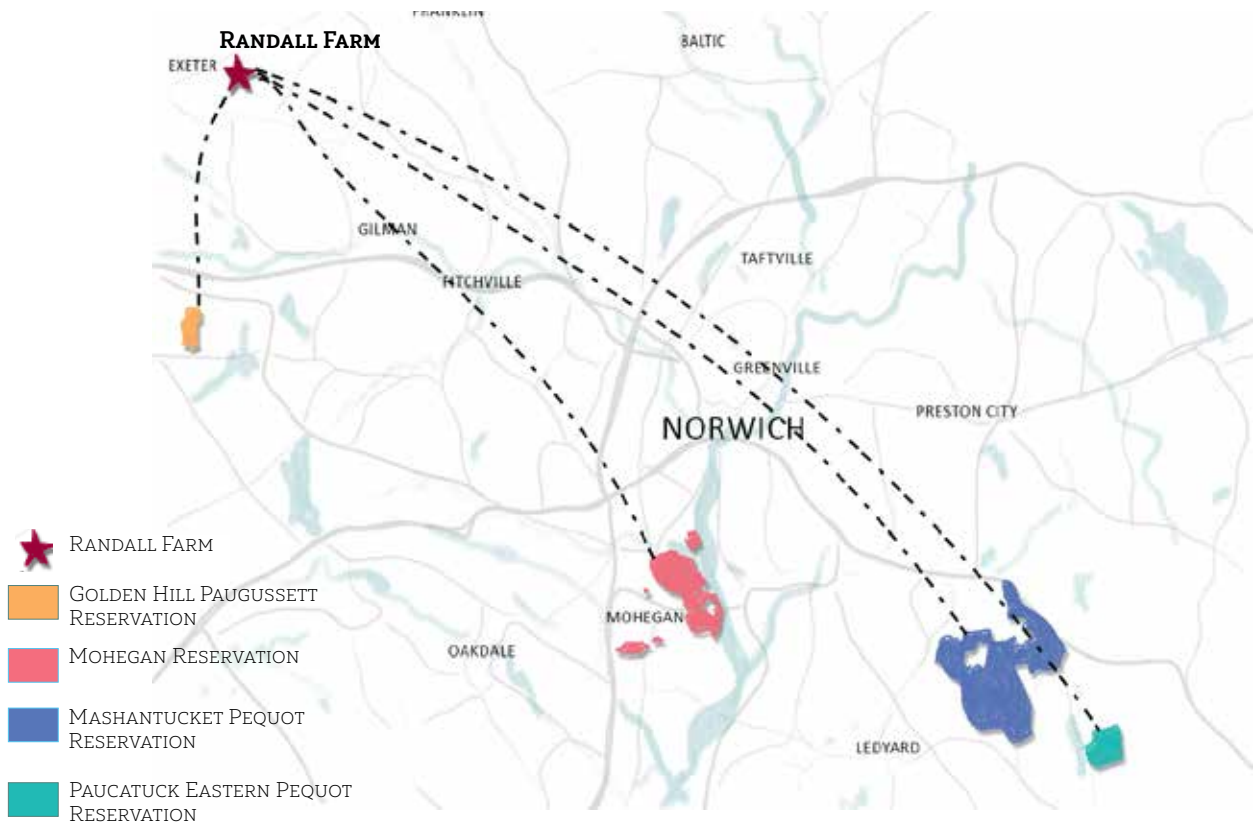 FRANKLIN
RANDALL FARM
BALTIC
EXETER
GILMAN
TAFTVILLE
FITCHVILLE
GREENVILLE
PRESTON CITY
NORWICH
MOHEGAN
OAKDALE
LEDYARD
RANDALL FARM
GOLDEN HILL PAUGUSSETT
RESERVATION
MOHEGAN RESERVATION
MASHANTUCKET PEQUOT
RESERVATION
PAUCATUCK EASTERN PEQUOT
RESERVATION